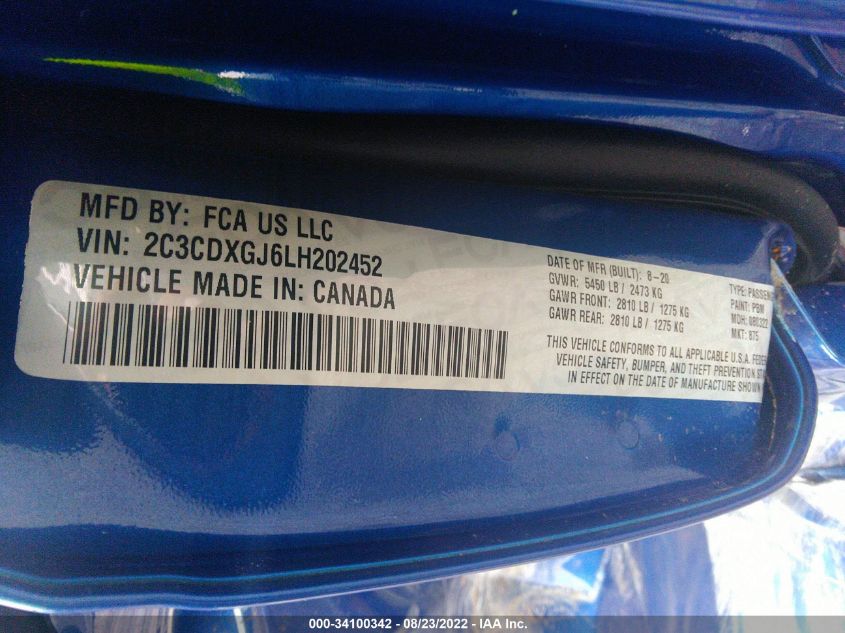 MFD BY: FCA US LLC
VIN: 2C3CDXGJ6LH202452
VEHICLE MADE IN: CANADA
DATE OF MFR (BUILT): 8-20
GVWR: 5450 LB / 2473 KG
GAWR FRONT: 2810 LB / 1275 KG
GAWR REAR: 2810 LB / 1275 KG
TYPE:
PAINT: PBM
MDH:
MKT:
THIS VEHICLE CONFORMS TO ALL APPLICABLE U.S.A.
VEHICLE SAFETY, BUMPER, AND THEFT PREVENTION
IN EFFECT ON THE DATE OF MANUFACTURE SHOWN
000-34100342 - 08/23/2022 - © IAA Inc.